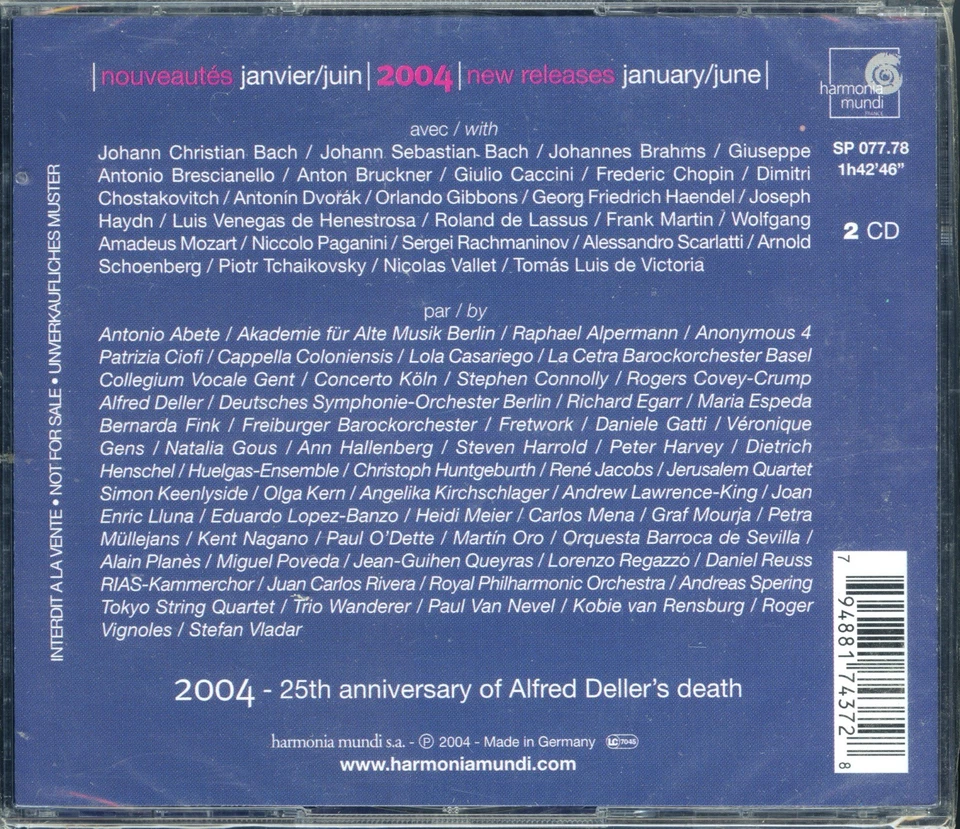 nouveautés janvier/juin | 2004 | new releases january/june
harmonia
mundi
FRANCE
SP 077.78
1h42'46"
2 CD
avec / with
Johann Christian Bach / Johann Sebastian Bach / Johannes Brahms / Giuseppe
Antonio Brescianello / Anton Bruckner / Giulio Caccini / Frederic Chopin / Dimitri
Chostakovitch / Antonín Dvořák / Orlando Gibbons / Georg Friedrich Haendel / Joseph
Haydn / Luis Venegas de Henestrosa / Roland de Lassus / Frank Martin / Wolfgang
Amadeus Mozart / Niccolo Paganini / Sergei Rachmaninov / Alessandro Scarlatti / Arnold
Schoenberg / Piotr Tchaikovsky / Nicolas Vallet / Tomás Luis de Victoria
par / by
Antonio Abete / Akademie für Alte Musik Berlin / Raphael Alpermann / Anonymous 4
Patrizia Ciofi / Cappella Coloniensis / Lola Casariego / La Cetra Barockorchester Basel
Collegium Vocale Gent / Concerto Köln / Stephen Connolly / Rogers Covey-Crump
Alfred Deller / Deutsches Symphonie-Orchester Berlin / Richard Egarr / Maria Espeda
Bernarda Fink / Freiburger Barockorchester / Fretwork / Daniele Gatti / Véronique
Gens / Natalia Gous / Ann Hallenberg / Steven Harrold / Peter Harvey / Dietrich
Henschel / Huelgas-Ensemble / Christoph Huntgeburth / René Jacobs / Jerusalem Quartet
Simon Keenlyside / Olga Kern / Angelika Kirchschlager / Andrew Lawrence-King / Joan
Enric Lluna / Eduardo Lopez-Banzo / Heidi Meier / Carlos Mena / Graf Mourja / Petra
Müllejans / Kent Nagano / Paul O'Dette / Martín Oro / Orquesta Barroca de Sevilla /
Alain Planès / Miguel Poveda / Jean-Guihen Queyras / Lorenzo Regazzo / Daniel Reuss
RIAS-Kammerchor / Juan Carlos Rivera / Royal Philharmonic Orchestra / Andreas Spering
Tokyo String Quartet / Trio Wanderer / Paul Van Nevel / Kobie van Rensburg / Roger
Vignoles / Stefan Vladar
2004 - 25th anniversary of Alfred Deller's death
harmonia mundi s.a. - ℗ 2004 - Made in Germany LC 7045
www.harmoniamundi.com
INTERDIT A LA VENTE • NOT FOR SALE • UNVERKAUFLICHES MUSTER
7 94881 74372 8